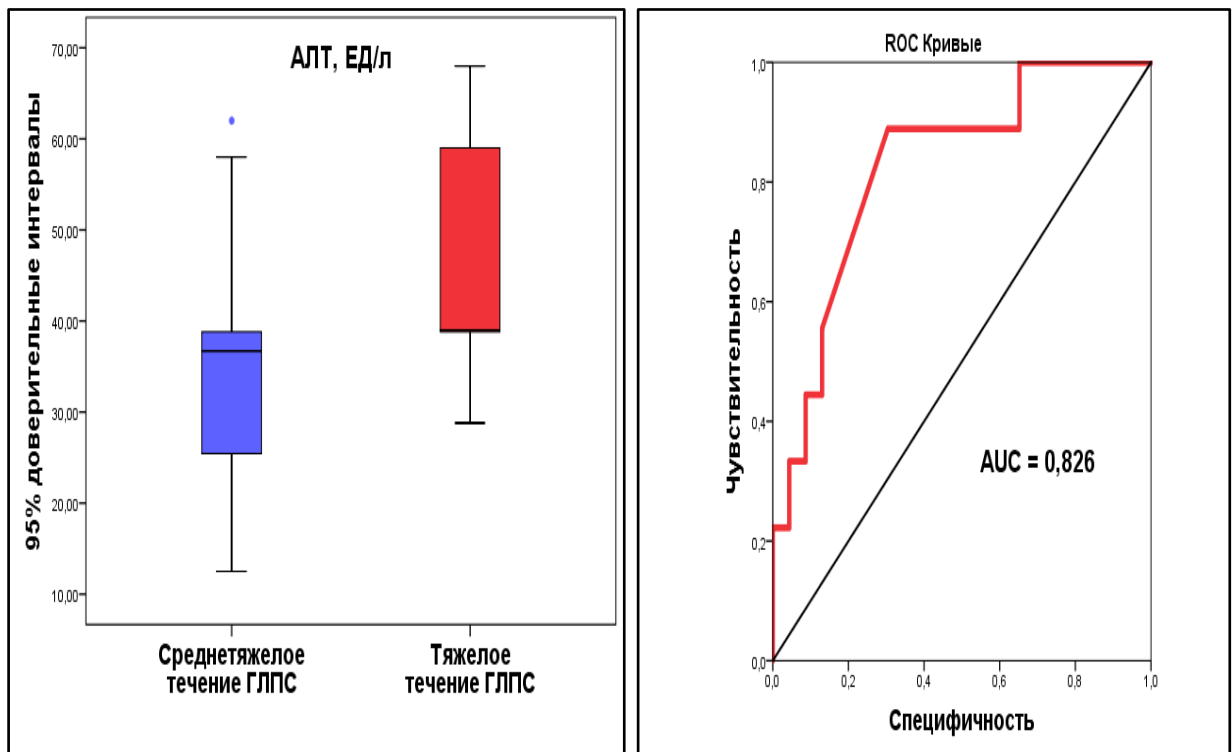 АЛТ, ЕД/л
95% доверительные интервалы
70,00
60,00
50,00
40,00
30,00
20,00
10,00
Среднетяжелое
течение ГЛПС
Тяжелое
течение ГЛПС
ROC Кривые
Чувствительность
1,0
0,8
0,6
0,4
0,2
0,0
AUC = 0,826
0,0
0,2
0,4
0,6
0,8
1,0
Специфичность